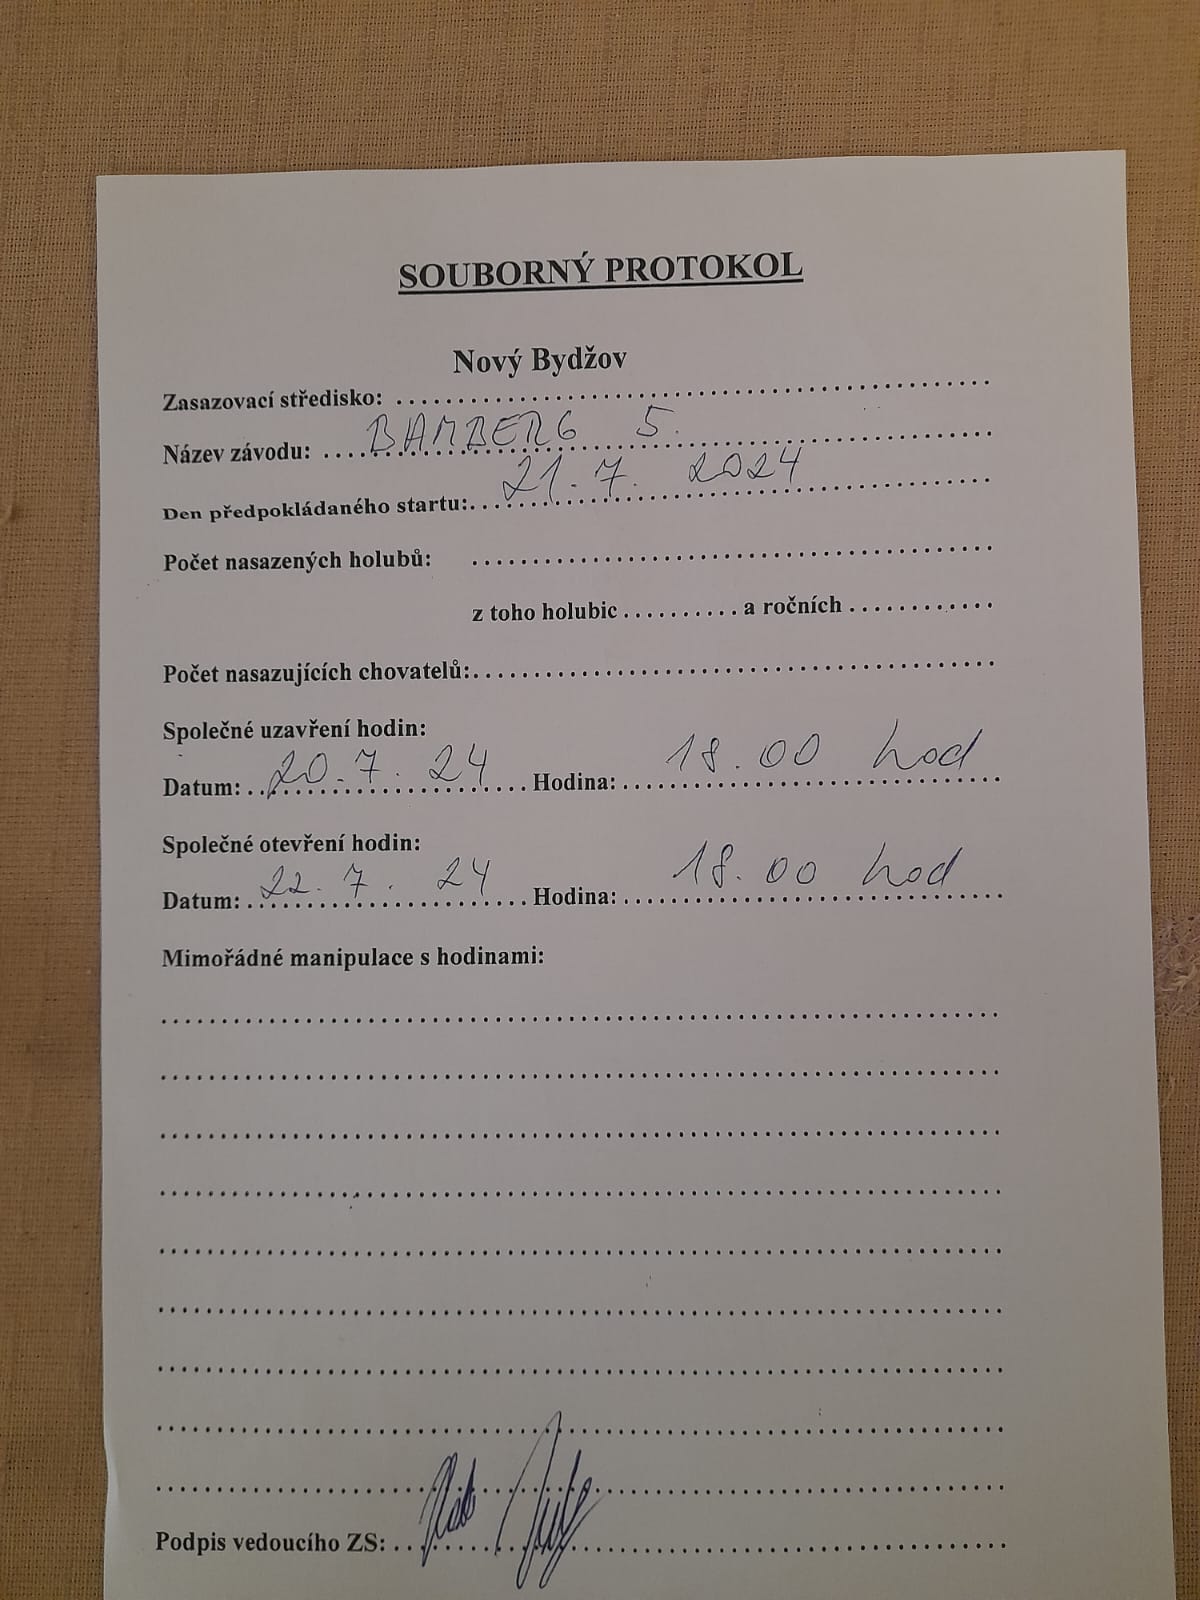 SOUBORNÝ PROTOKOL
Nový Bydžov
Zasazovací středisko:
Název závodu: BAMBERG 5.
Den předpokládaného startu: 21. 7. 2024
Počet nasazených holubů:
z toho holubic .......... a ročních ............
Počet nasazujících chovatelů:
Společné uzavření hodin:
Datum: 20. 7. 24 Hodina: 18.00 hod
Společné otevření hodin:
Datum: 22. 7. 24 Hodina: 18.00 hod
Mimořádné manipulace s hodinami:
Podpis vedoucího ZS: